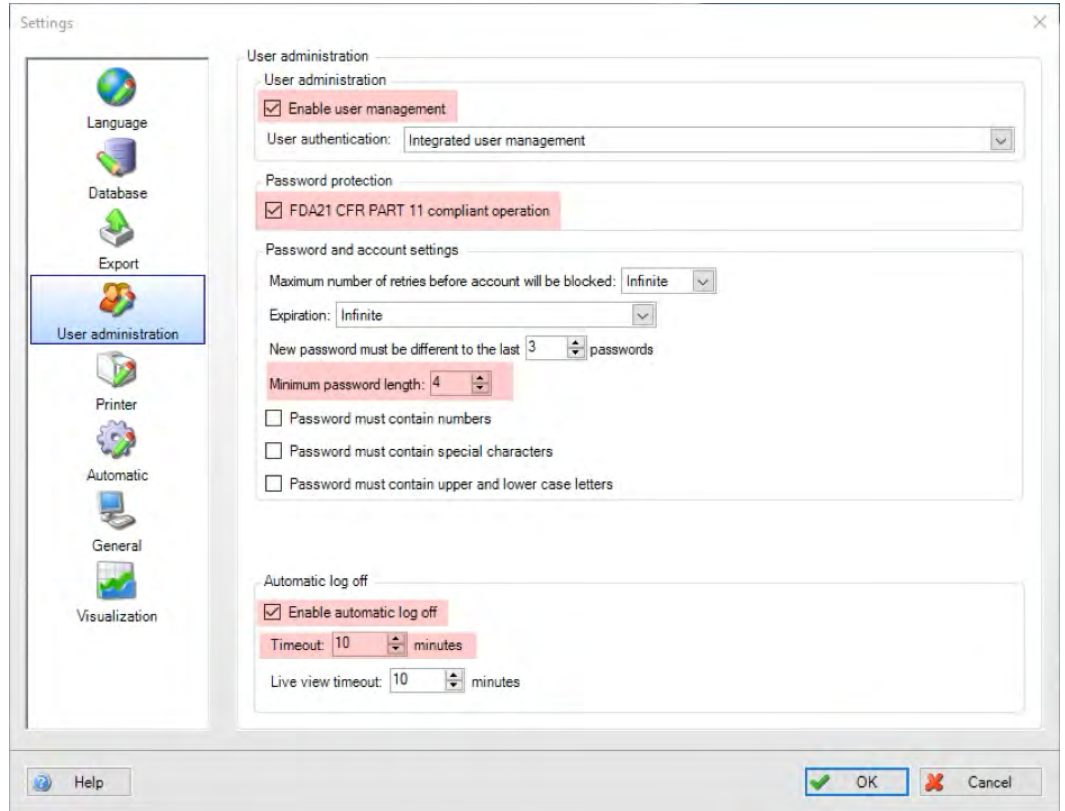 Settings
Language
Database
Export
User administration
Printer
Automatic
General
Visualization
User administration
User administration
Enable user management
User authentication: Integrated user management
Password protection
FDA21 CFR PART 11 compliant operation
Password and account settings
Maximum number of retries before account will be blocked: Infinite
Expiration: Infinite
New password must be different to the last 3 passwords
Minimum password length: 4
Password must contain numbers
Password must contain special characters
Password must contain upper and lower case letters
Automatic log off
Enable automatic log off
Timeout: 10 minutes
Live view timeout: 10 minutes
Help
OK
Cancel